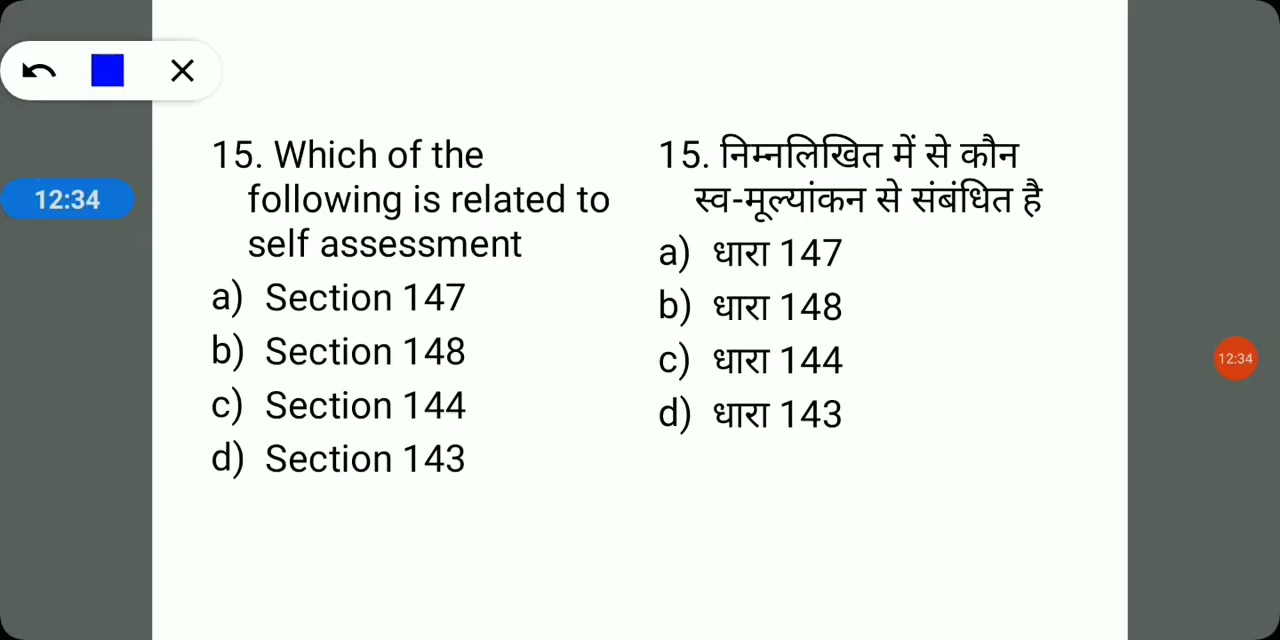 12:34
15. Which of the
following is related to
self assessment
a) Section 147
b) Section 148
c) Section 144
d) Section 143
15. निम्नलिखित में से कौन
स्व-मूल्यांकन से संबंधित है
a) धारा 147
b) धारा 148
c) धारा 144
d) धारा 143
12:34